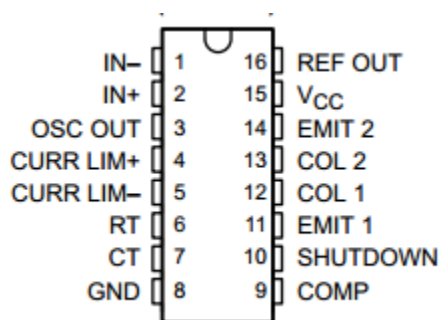 IN– 1 16 REF OUT
IN+ 2 15 VCC
OSC OUT 3 14 EMIT 2
CURR LIM+ 4 13 COL 2
CURR LIM– 5 12 COL 1
RT 6 11 EMIT 1
CT 7 10 SHUTDOWN
GND 8 9 COMP